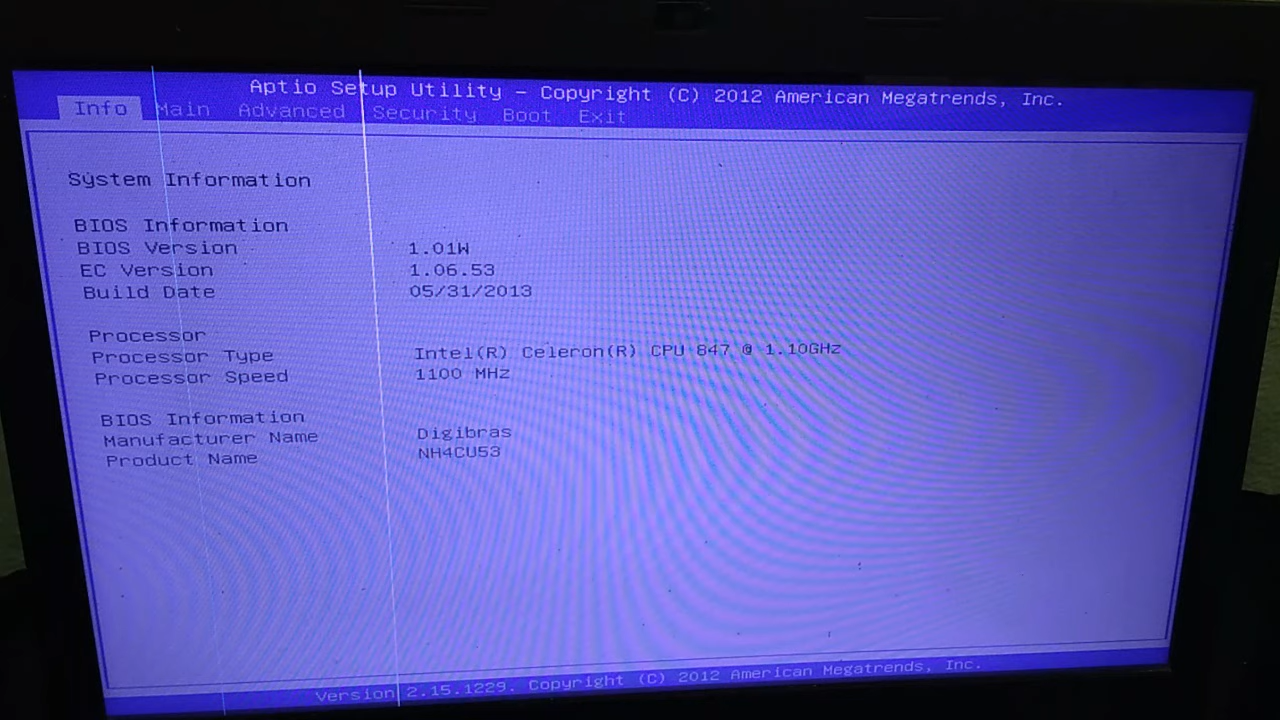 Aptio Setup Utility – Copyright (C) 2012 American Megatrends, Inc.
Info Main Advanced Security Boot Exit
System Information
BIOS Information
BIOS Version 1.01W
EC Version 1.06.53
Build Date 05/31/2013
Processor
Processor Type Intel(R) Celeron(R) CPU 847 @ 1.10GHz
Processor Speed 1100 MHz
BIOS Information
Manufacturer Name Digibras
Product Name NH4CU53
Version 2.15.1229. Copyright (C) 2012 American Megatrends, Inc.